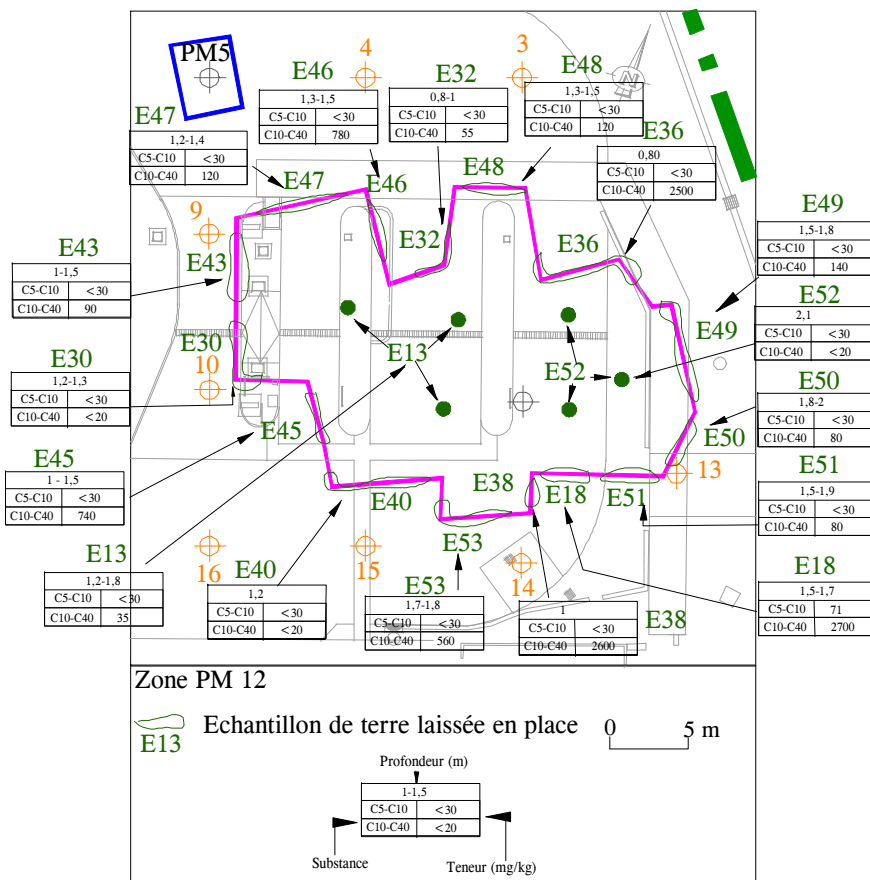 PM5
4
3
E46
E32
E48
N
1,3-1,5
C5-C10 <30
C10-C40 780
0,8-1
C5-C10 <30
C10-C40 55
1,3-1,5
C5-C10 <30
C10-C40 120
E47
1,2-1,4
C5-C10 <30
C10-C40 120
E36
0,80
C5-C10 <30
C10-C40 2500
E47
E46
E48
9
E49
1,5-1,8
C5-C10 <30
C10-C40 140
E43
1-1,5
C5-C10 <30
C10-C40 90
E43
E32
E36
E49
E52
2,1
C5-C10 <30
C10-C40 <20
E30
E13
E52
E30
1,2-1,3
C5-C10 <30
C10-C40 <20
10
E50
1,8-2
C5-C10 <30
C10-C40 80
E45
E50
E45
1 - 1,5
C5-C10 <30
C10-C40 740
E40
E38
E18
E51
13
E51
1,5-1,9
C5-C10 <30
C10-C40 80
E13
1,2-1,8
C5-C10 <30
C10-C40 35
16
E40
1,2
C5-C10 <30
C10-C40 <20
15
E53
E53
1,7-1,8
C5-C10 <30
C10-C40 560
14
1
C5-C10 <30
C10-C40 2600
E38
E18
1,5-1,7
C5-C10 71
C10-C40 2700
Zone PM 12
E13
Echantillon de terre laissée en place
0 5 m
Profondeur (m)
1-1,5
C5-C10 <30
C10-C40 <20
Substance
Teneur (mg/kg)